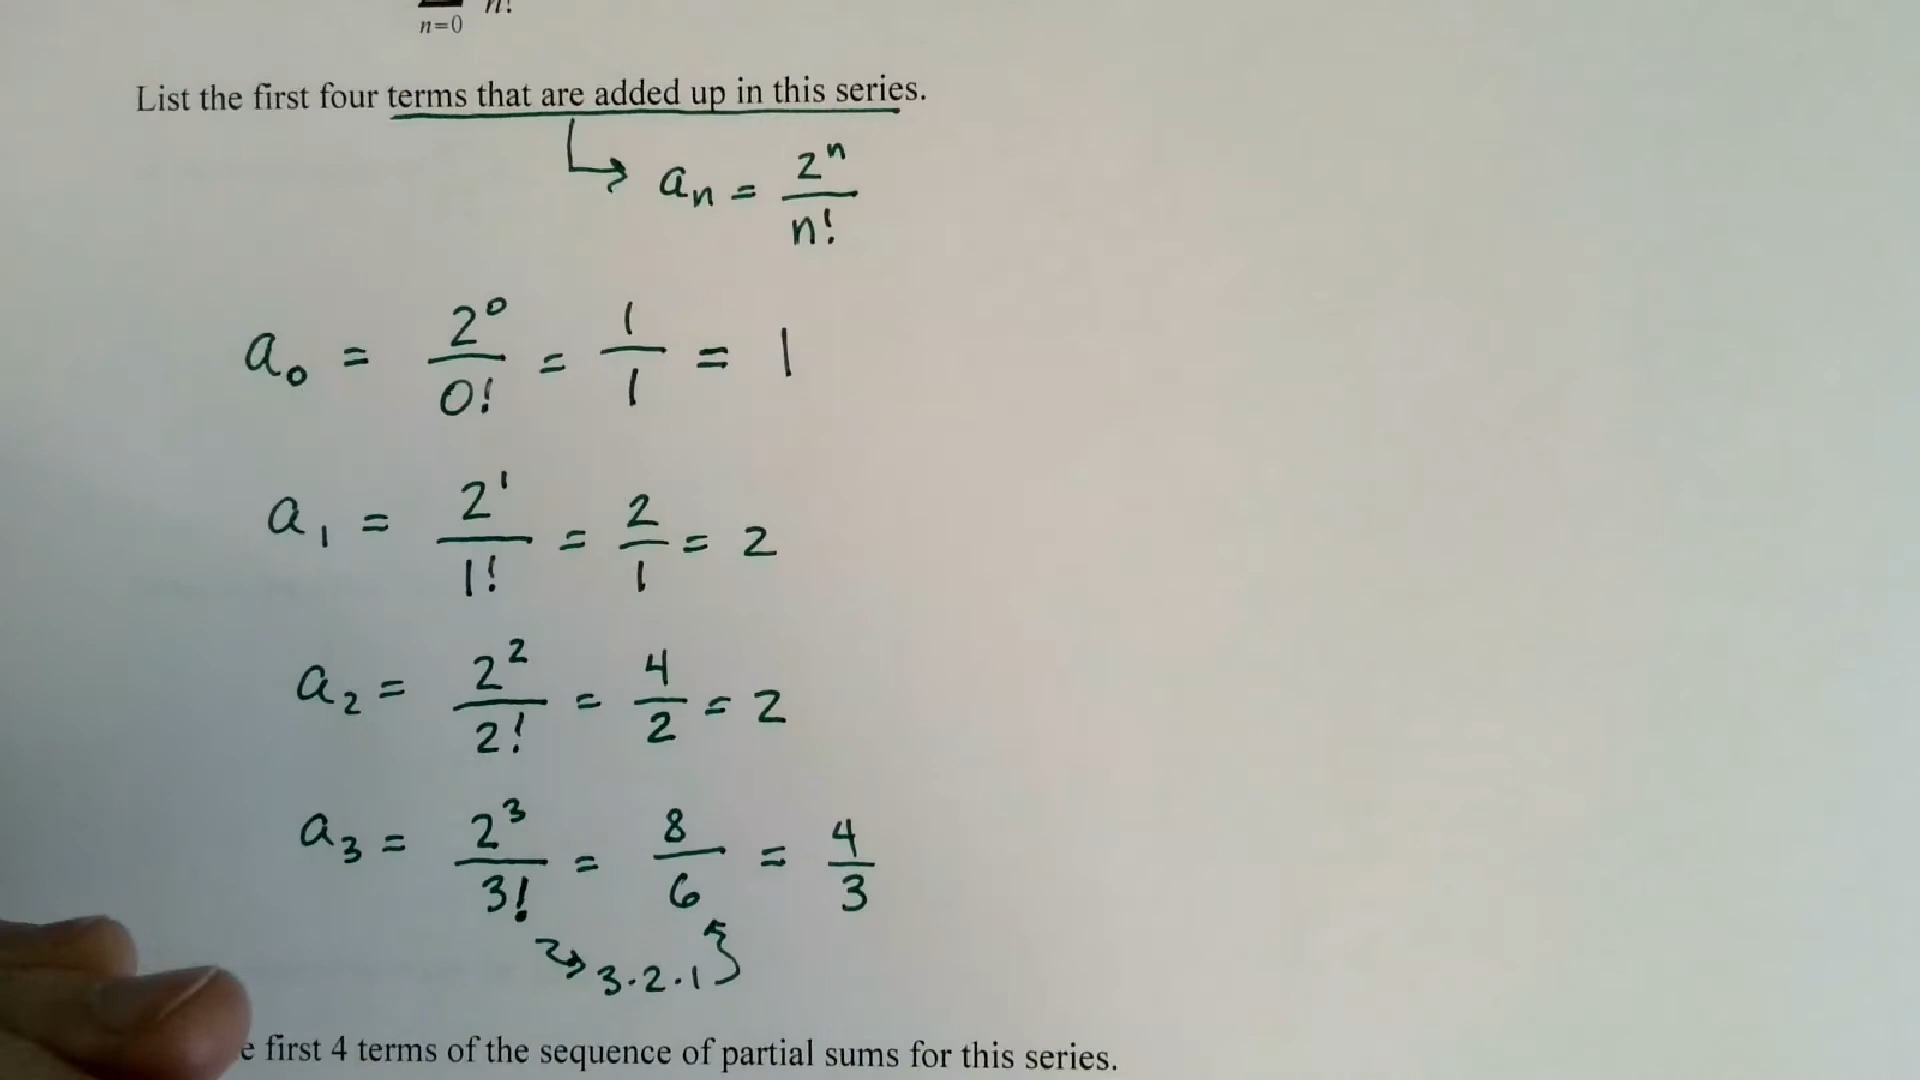 n=0 n!
List the first four terms that are added up in this series.
↳ aₙ = 2ⁿ/n!
a₀ = 2⁰/0! = 1/1 = 1
a₁ = 2¹/1! = 2/1 = 2
a₂ = 2²/2! = 4/2 = 2
a₃ = 2³/3! = 8/6 = 4/3
→ 3·2·1 }
e first 4 terms of the sequence of partial sums for this series.